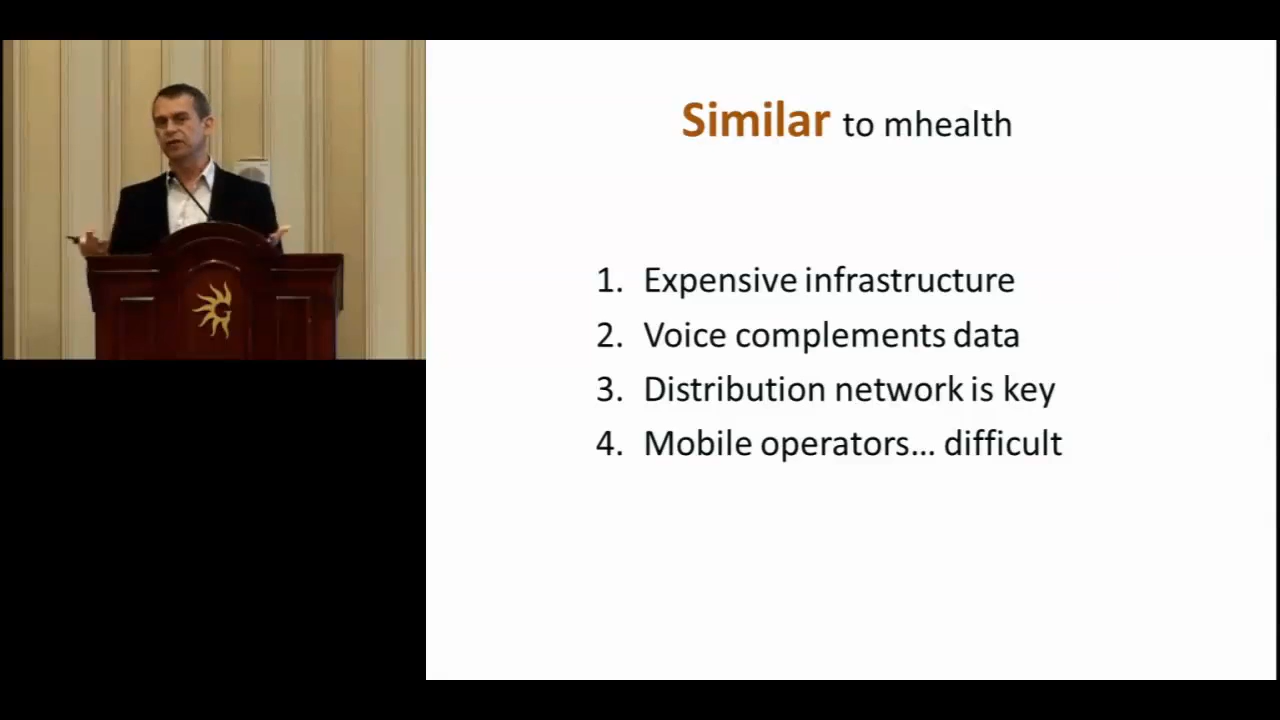 Similar to mhealth
1. Expensive infrastructure
2. Voice complements data
3. Distribution network is key
4. Mobile operators... difficult